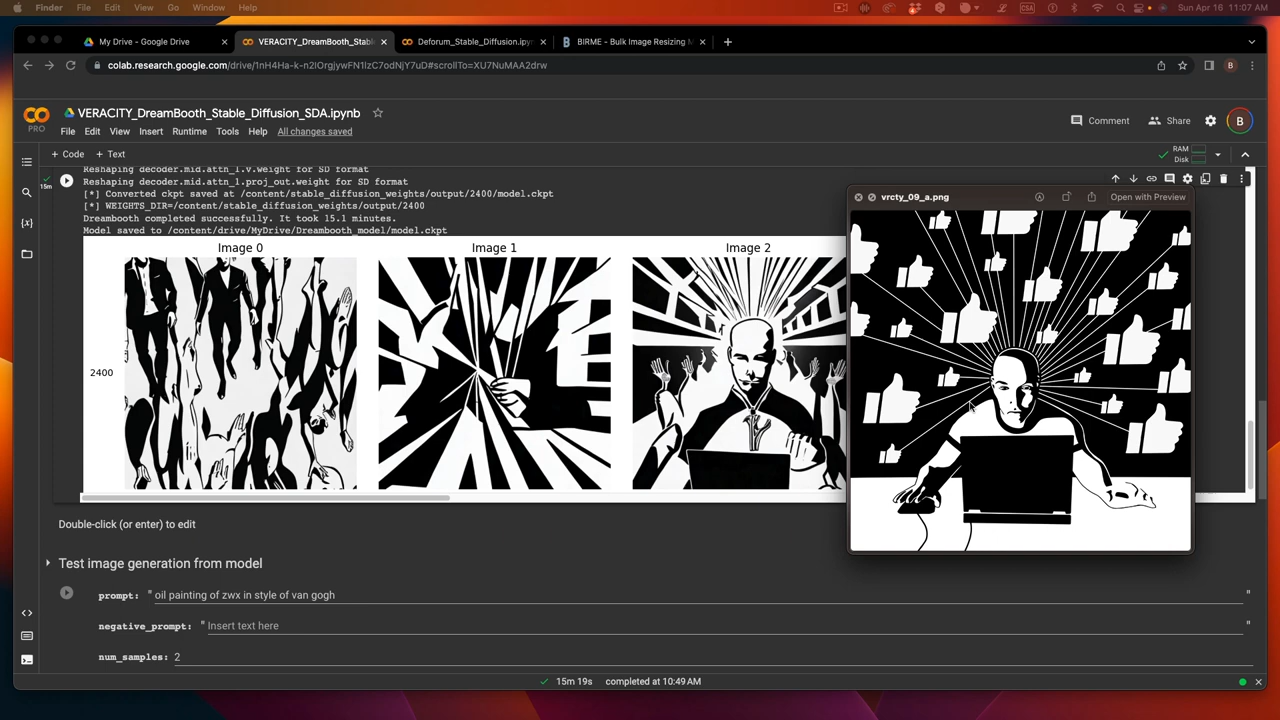 Finder File Edit View Go Window Help
CSA
Sun Apr 16 11:07 AM
My Drive - Google Drive
VERACITY_DreamBooth_Stable
Deforum_Stable_Diffusion.ipyn
BIRME - Bulk Image Resizing M
colab.research.google.com/drive/1nH4Ha-k-n2IOrgjywFN1lzC7odNjY7uD#scrollTo=XU7NuMAA2drw
B
PRO
VERACITY_DreamBooth_Stable_Diffusion_SDA.ipynb
File Edit View Insert Runtime Tools Help All changes saved
Comment
Share
B
+ Code + Text
RAM
Disk
15m
Reshaping decoder.mid.attn_1.v.weight for SD format
Reshaping decoder.mid.attn_1.proj_out.weight for SD format
[*] Converted ckpt saved at /content/stable_diffusion_weights/output/2400/model.ckpt
[*] WEIGHTS_DIR=/content/stable_diffusion_weights/output/2400
Dreambooth completed successfully. It took 15.1 minutes.
Model saved to /content/drive/MyDrive/Dreambooth_model/model.ckpt
Image 0
Image 1
Image 2
2400
vrcty_09_a.png
Open with Preview
Double-click (or enter) to edit
Test image generation from model
prompt: " oil painting of zwx in style of van gogh "
negative_prompt: " Insert text here "
num_samples: 2
15m 19s completed at 10:49 AM